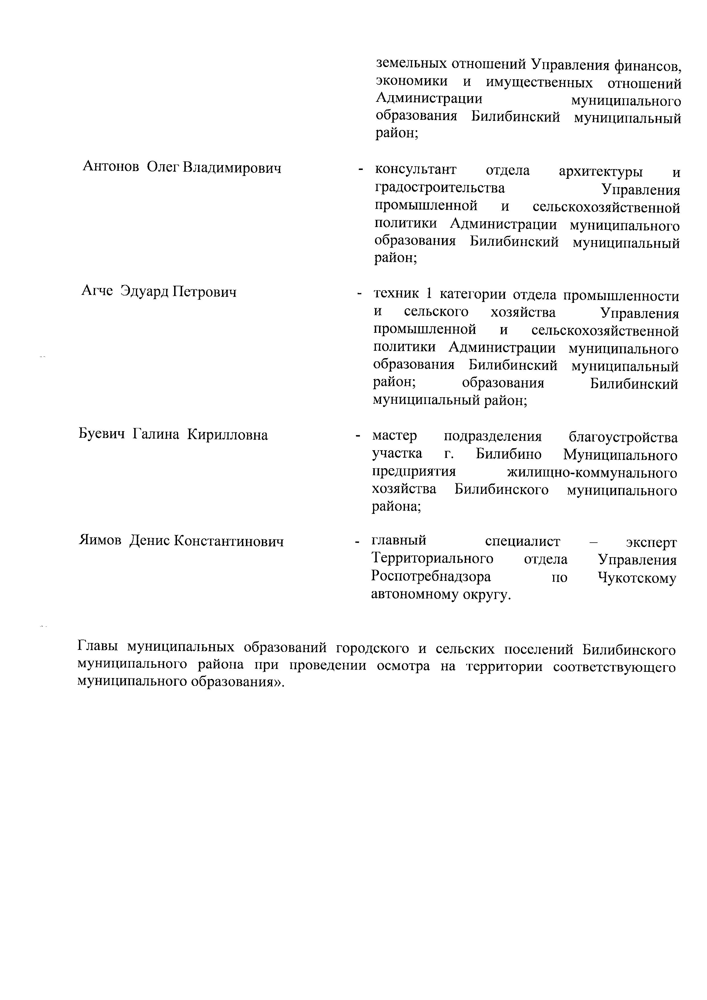 земельных отношений Управления финансов,
экономики и имущественных отношений
Администрации муниципального
образования Билибинский муниципальный
район;
Антонов Олег Владимирович - консультант отдела архитектуры и
градостроительства Управления
промышленной и сельскохозяйственной
политики Администрации муниципального
образования Билибинский муниципальный
район;
Агче Эдуард Петрович - техник 1 категории отдела промышленности
и сельского хозяйства Управления
промышленной и сельскохозяйственной
политики Администрации муниципального
образования Билибинский муниципальный
район; образования Билибинский
муниципальный район;
Буевич Галина Кирилловна - мастер подразделения благоустройства
участка г. Билибино Муниципального
предприятия жилищно-коммунального
хозяйства Билибинского муниципального
района;
Яимов Денис Константинович - главный специалист – эксперт
Территориального отдела Управления
Роспотребнадзора по Чукотскому
автономному округу.
Главы муниципальных образований городского и сельских поселений Билибинского
муниципального района при проведении осмотра на территории соответствующего
муниципального образования».